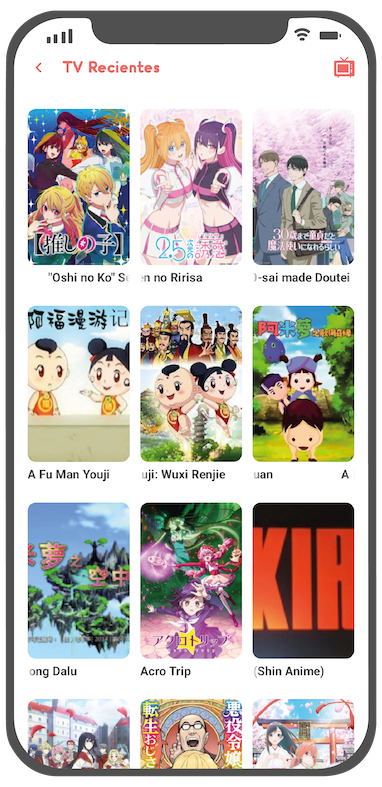 TV Recientes
【推しの子】
2.5次元の誘惑
30歳まで童貞だと
魔法使いになれるらしい
"Oshi no Ko" Se
en no Ririsa
0-sai made Doutei
阿福漫游记
阿米夢
A Fu Man Youji
uji: Wuxi Renjie
uan
A
米夢之空中
アクロトリップ
KIR
ong Dalu
Acro Trip
(Shin Anime)
転生おじさ
悪役令嬢